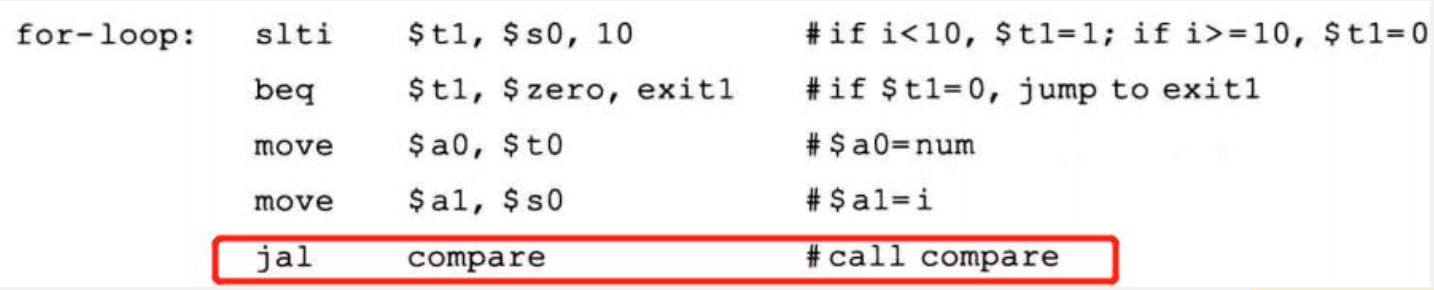 for-loop: slti $t1, $s0, 10 #if i<10, $t1=1; if i>=10, $t1=0
beq $t1, $zero, exit1 #if $t1=0, jump to exit1
move $a0, $t0 #$a0=num
move $a1, $s0 #$a1=i
jal compare #call compare